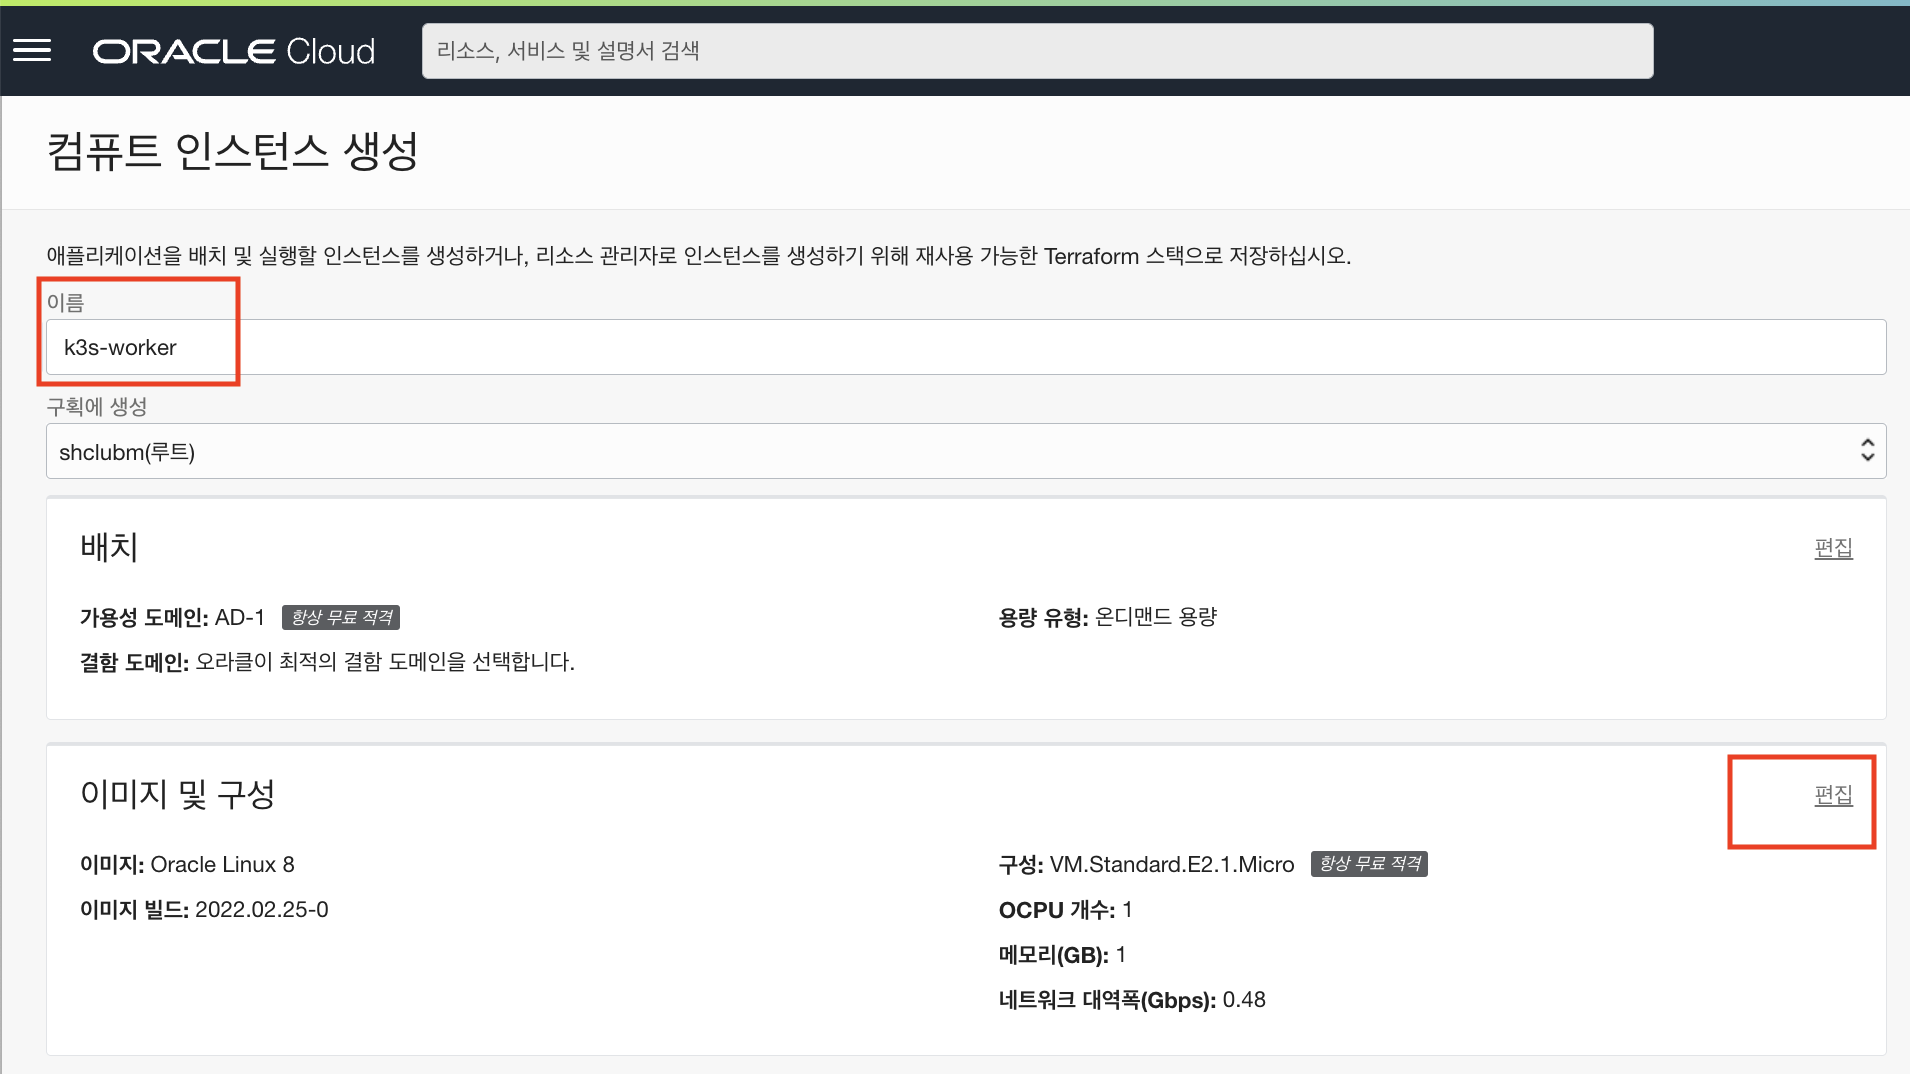 ORACLE Cloud
리소스, 서비스 및 설명서 검색
컴퓨트 인스턴스 생성
애플리케이션을 배치 및 실행할 인스턴스를 생성하거나, 리소스 관리자로 인스턴스를 생성하기 위해 재사용 가능한 Terraform 스택으로 저장하십시오.
이름
k3s-worker
구획에 생성
shclubm(루트)
배치
편집
가용성 도메인: AD-1 항상 무료 적격
용량 유형: 온디맨드 용량
결함 도메인: 오라클이 최적의 결함 도메인을 선택합니다.
이미지 및 구성
편집
이미지: Oracle Linux 8
구성: VM.Standard.E2.1.Micro 항상 무료 적격
이미지 빌드: 2022.02.25-0
OCPU 개수: 1
메모리(GB): 1
네트워크 대역폭(Gbps): 0.48